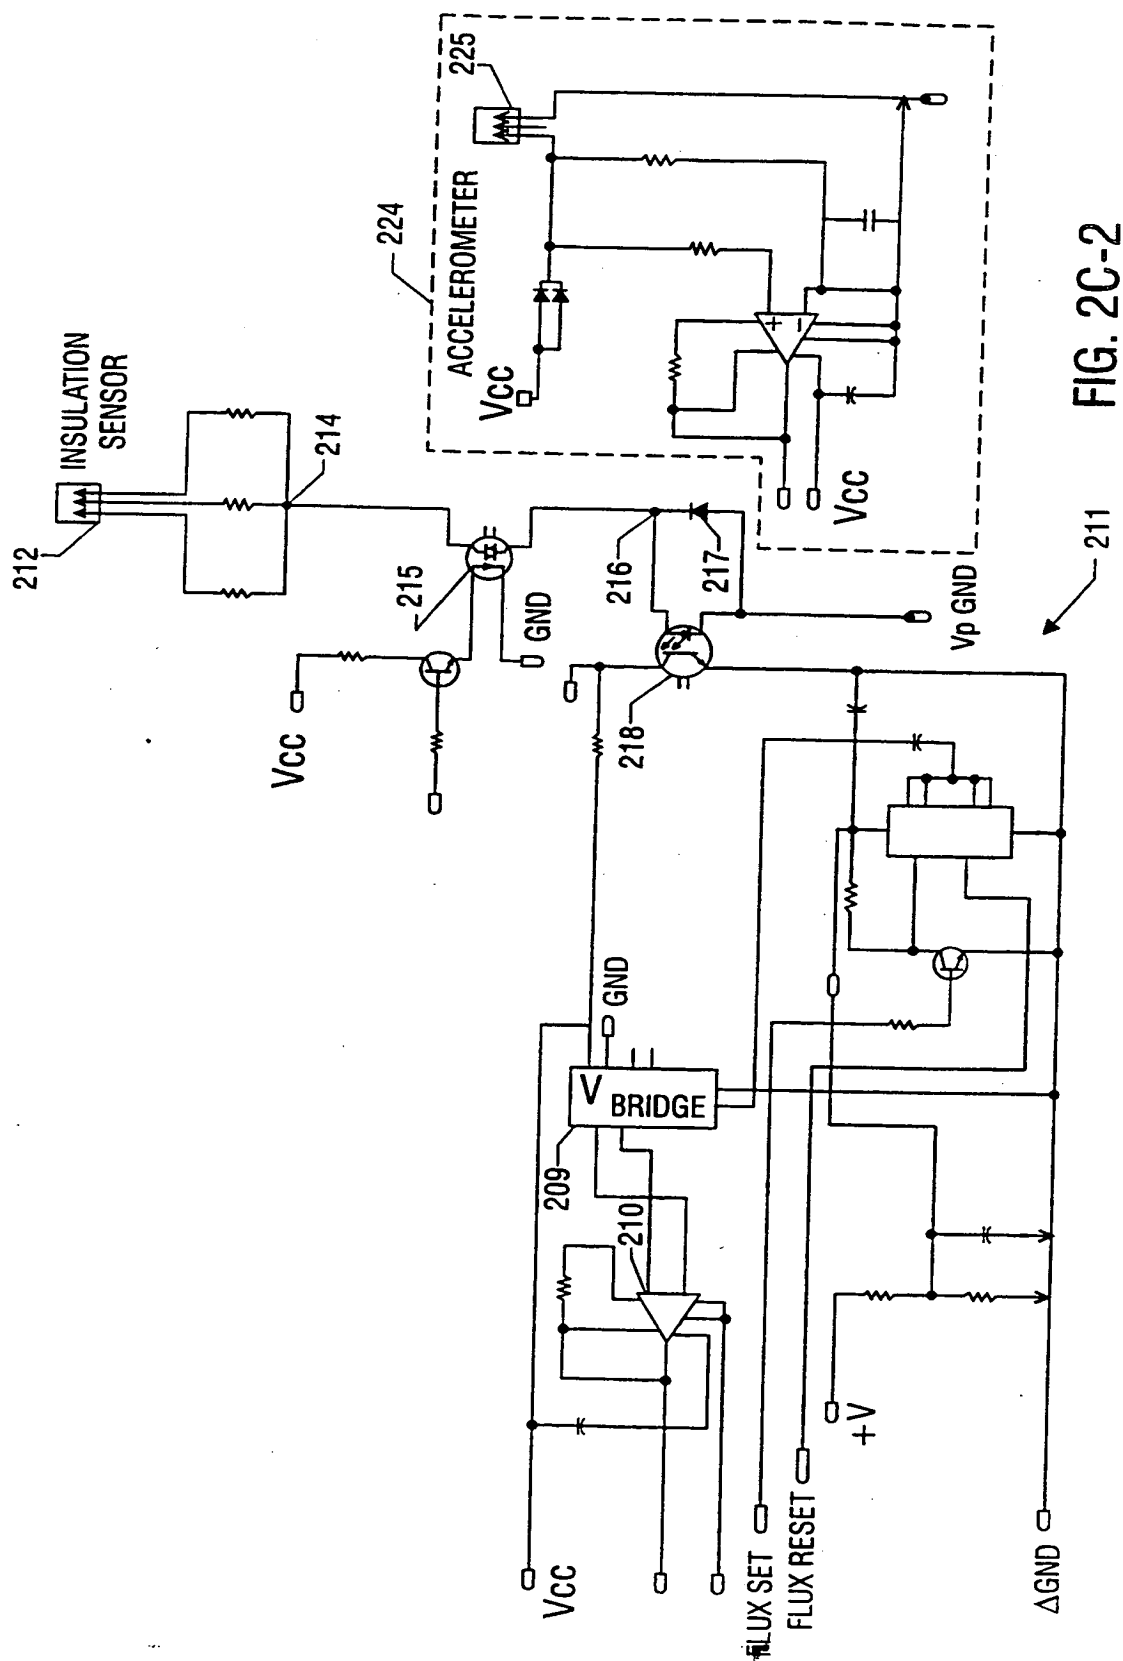 212
INSULATION
SENSOR
214
VCC
215
GND
216
217
218
Vp GND
224
225
ACCELEROMETER
VCC
+
−
VCC
211
GND
V
BRIDGE
209
210
VCC
FLUX SET
FLUX RESET
+V
ΔGND
FIG. 2C-2